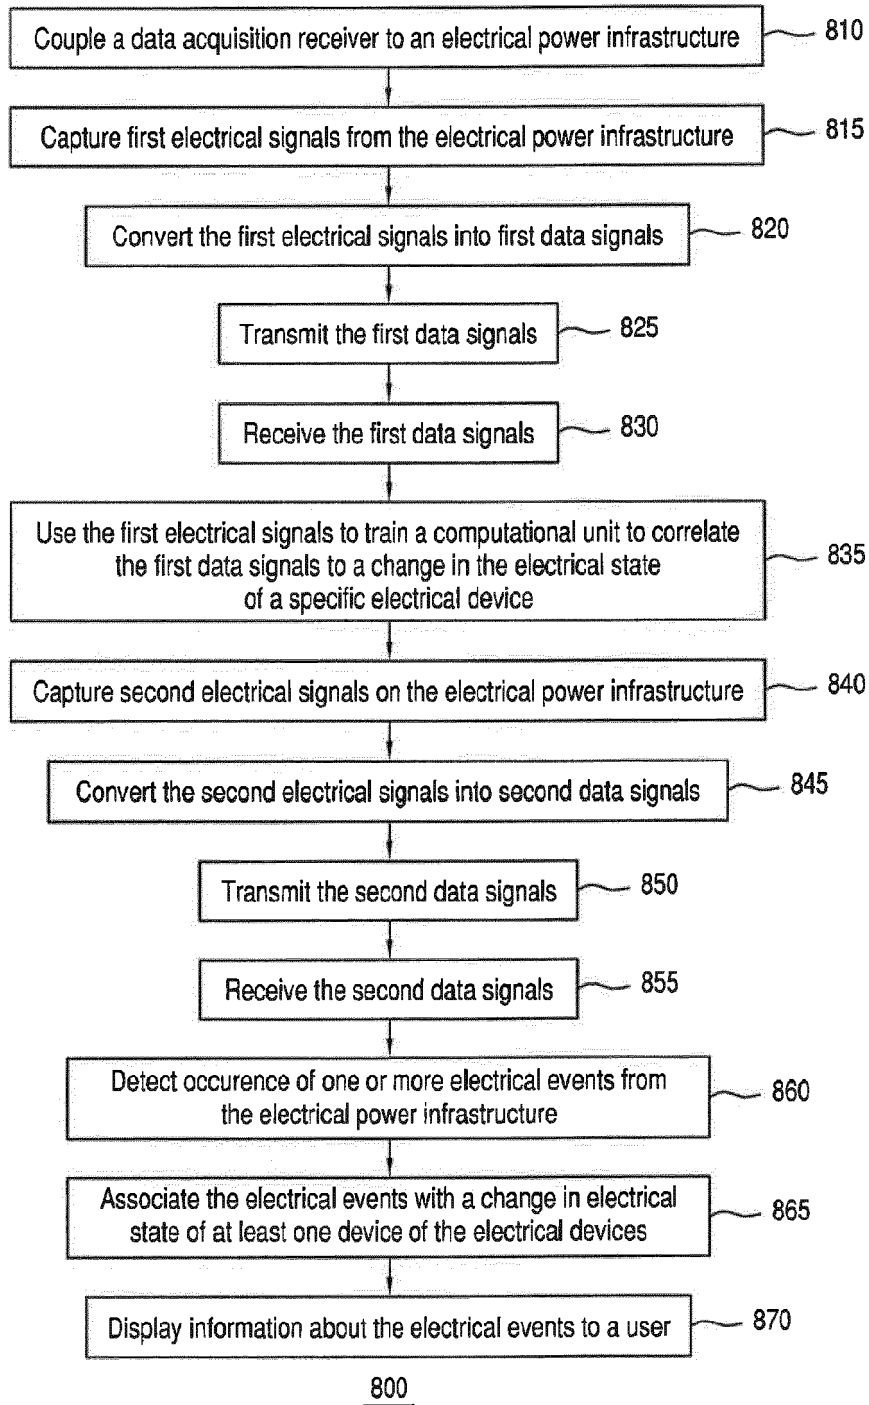 Couple a data acquisition receiver to an electrical power infrastructure 810
Capture first electrical signals from the electrical power infrastructure 815
Convert the first electrical signals into first data signals 820
Transmit the first data signals 825
Receive the first data signals 830
Use the first electrical signals to train a computational unit to correlate
the first data signals to a change in the electrical state
of a specific electrical device
835
Capture second electrical signals on the electrical power infrastructure 840
Convert the second electrical signals into second data signals 845
Transmit the second data signals 850
Receive the second data signals 855
Detect occurence of one or more electrical events from
the electrical power infrastructure
860
Associate the electrical events with a change in electrical
state of at least one device of the electrical devices
865
Display information about the electrical events to a user 870
800